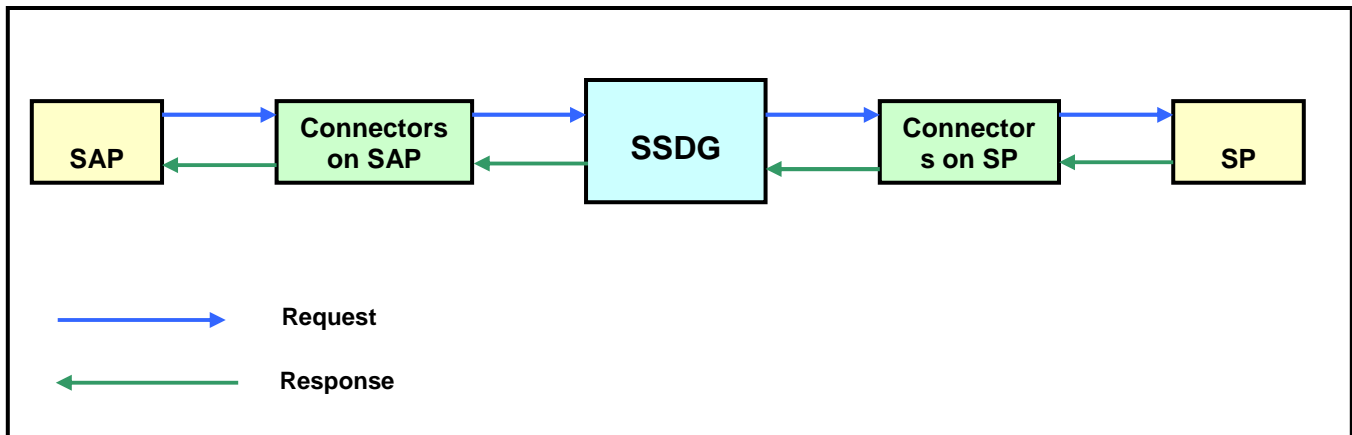 SAP
Connectors
on SAP
SSDG
Connector
s on SP
SP
Request
Response